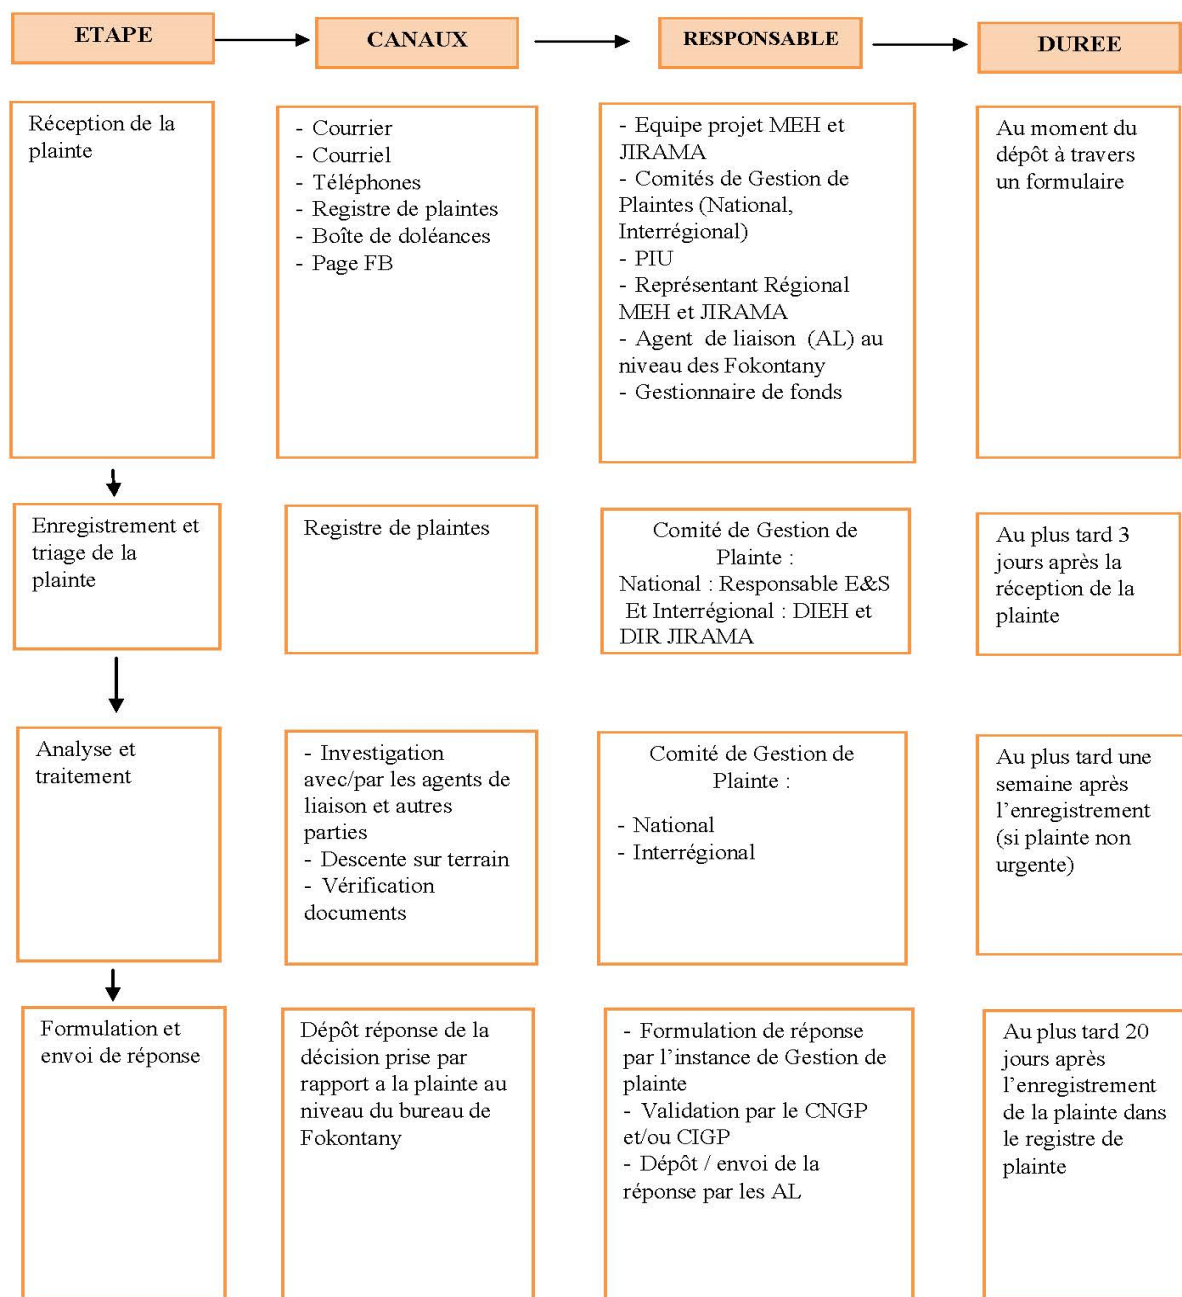 ETAPE
CANAUX
RESPONSABLE
DUREE
Réception de la
plainte
- Courrier
- Courriel
- Téléphones
- Registre de plaintes
- Boîte de doléances
- Page FB
- Equipe projet MEH et
JIRAMA
- Comités de Gestion de
Plaintes (National,
Interrégional)
- PIU
- Représentant Régional
MEH et JIRAMA
- Agent de liaison (AL) au
niveau des Fokontany
- Gestionnaire de fonds
Au moment du
dépôt à travers
un formulaire
Enregistrement et
triage de la
plainte
Registre de plaintes
Comité de Gestion de
Plainte :
National : Responsable E&S
Et Interrégional : DIEH et
DIR JIRAMA
Au plus tard 3
jours après la
réception de la
plainte
Analyse et
traitement
- Investigation
avec/par les agents de
liaison et autres
parties
- Descente sur terrain
- Vérification
documents
Comité de Gestion de
Plainte :
- National
- Interrégional
Au plus tard une
semaine après
l’enregistrement
(si plainte non
urgente)
Formulation et
envoi de réponse
Dépôt réponse de la
décision prise par
rapport a la plainte au
niveau du bureau de
Fokontany
- Formulation de réponse
par l’instance de Gestion de
plainte
- Validation par le CNGP
et/ou CIGP
- Dépôt / envoi de la
réponse par les AL
Au plus tard 20
jours après
l’enregistrement
de la plainte dans
le registre de
plainte